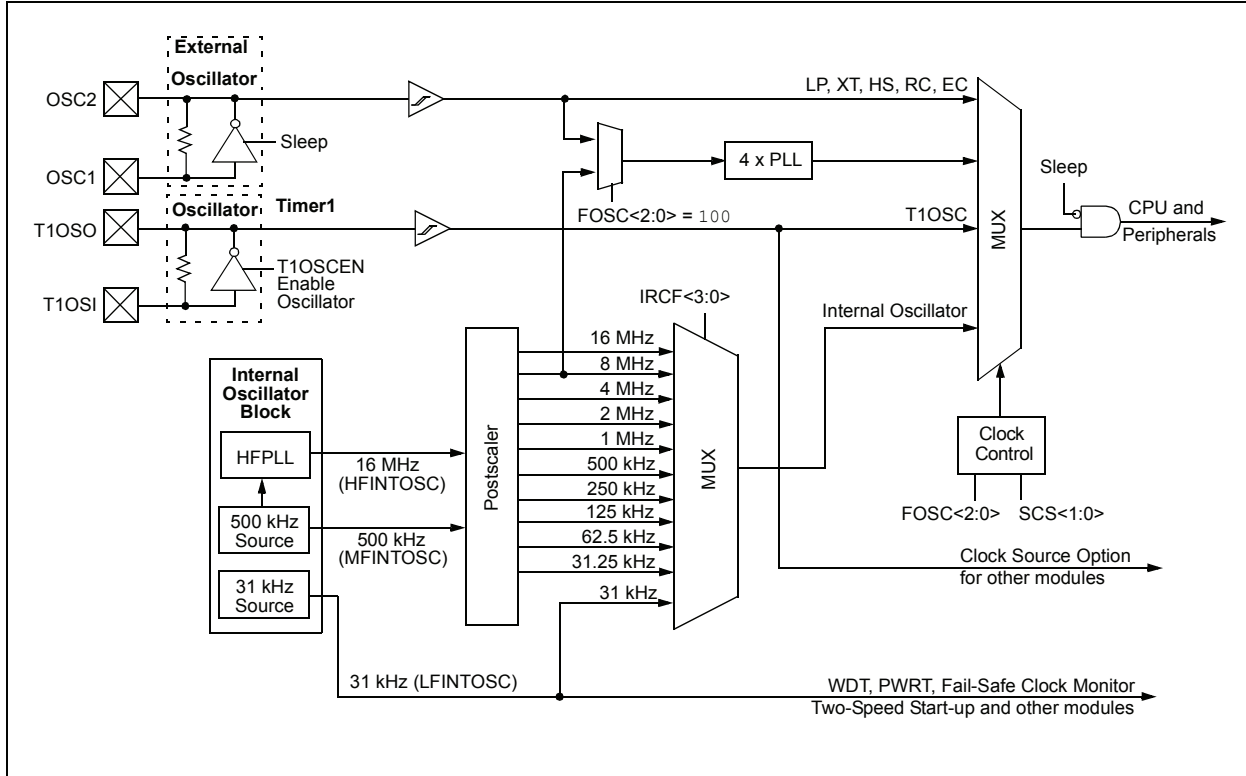 External
Oscillator
OSC2
Sleep
OSC1
LP, XT, HS, RC, EC
4 x PLL
FOSC<2:0> = 100
Sleep
CPU and
Peripherals
MUX
Oscillator
Timer1
T1OSO
T1OSC
T1OSCEN
Enable
Oscillator
T1OSI
IRCF<3:0>
Internal Oscillator
Internal
Oscillator
Block
HFPLL
500 kHz
Source
31 kHz
Source
16 MHz
(HFINTOSC)
500 kHz
(MFINTOSC)
Postscaler
16 MHz
8 MHz
4 MHz
2 MHz
1 MHz
500 kHz
250 kHz
125 kHz
62.5 kHz
31.25 kHz
31 kHz
MUX
Clock
Control
FOSC<2:0>
SCS<1:0>
Clock Source Option
for other modules
31 kHz (LFINTOSC)
WDT, PWRT, Fail-Safe Clock Monitor
Two-Speed Start-up and other modules